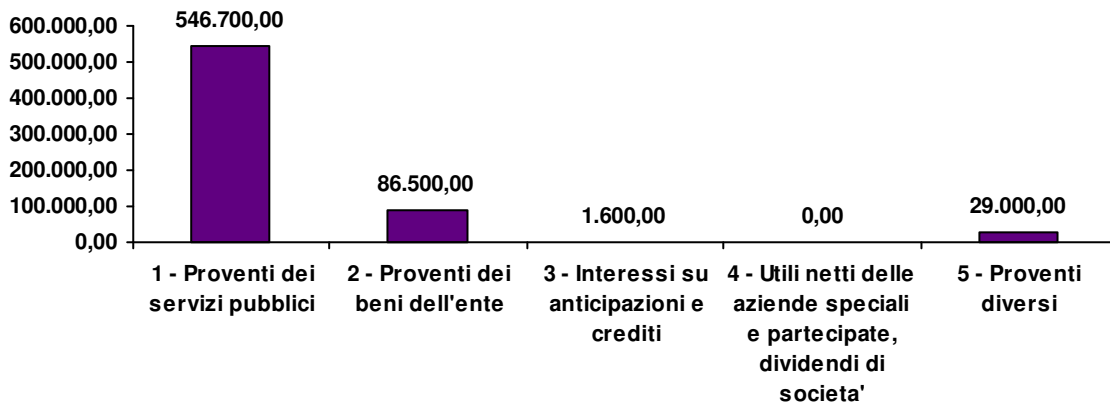 600.000,00
500.000,00
400.000,00
300.000,00
200.000,00
100.000,00
0,00
546.700,00
86.500,00
1.600,00
0,00
29.000,00
1 - Proventi dei
servizi pubblici
2 - Proventi dei
beni dell'ente
3 - Interessi su
anticipazioni e
crediti
4 - Utili netti delle
aziende speciali
e partecipate,
dividendi di
societa'
5 - Proventi
diversi